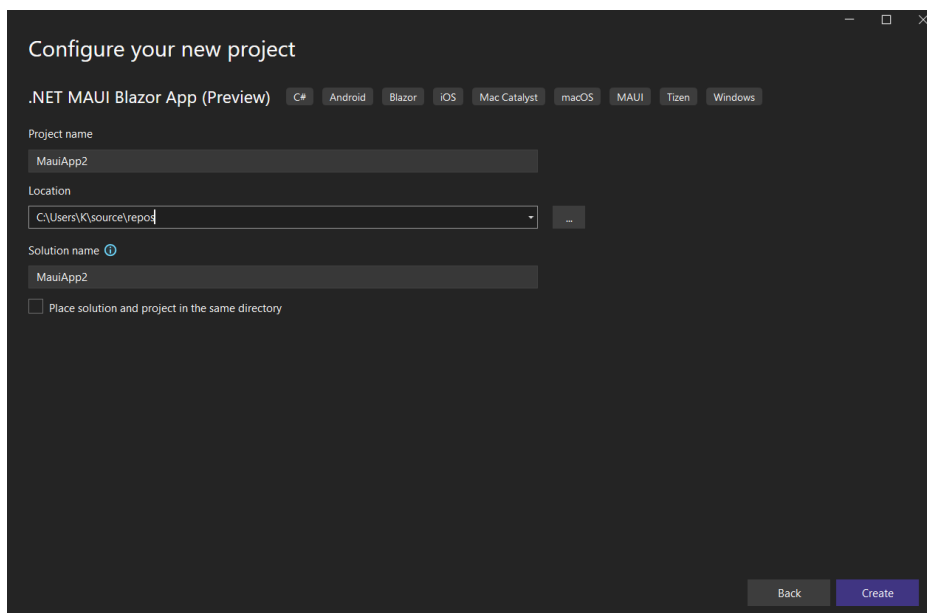 Configure your new project
.NET MAUI Blazor App (Preview) C# Android Blazor iOS Mac Catalyst macOS MAUI Tizen Windows
Project name
MauiApp2
Location
C:\Users\K\source\repos
...
Solution name
MauiApp2
Place solution and project in the same directory
Back Create